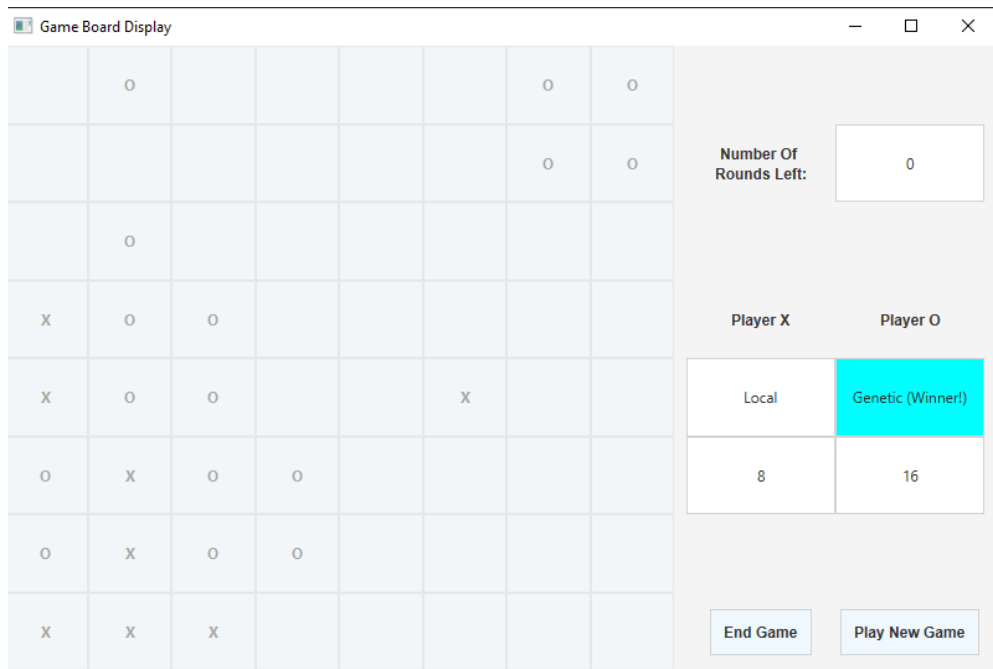 Game Board Display
O O O
O O
Number Of
Rounds Left:
0
O
X O O
Player X Player O
X O O X
Local Genetic (Winner!)
O X O O
8 16
O X O O
X X X
End Game Play New Game